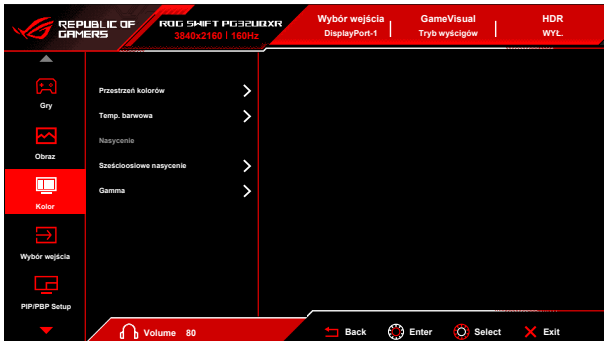 REPUBLIC OF
GAMERS
ROG SWIFT PG32UCDXR
3840x2160 | 160Hz
Wybór wejścia
DisplayPort-1
GameVisual
Tryb wyścigów
HDR
WYŁ.
Gry
Obraz
Kolor
Wybór wejścia
PIP/PBP Setup
Przestrzeń kolorów
Temp. barwowa
Nasycenie
Sześcioosiowe nasycenie
Gamma
Volume 80
Back
Enter
Select
Exit